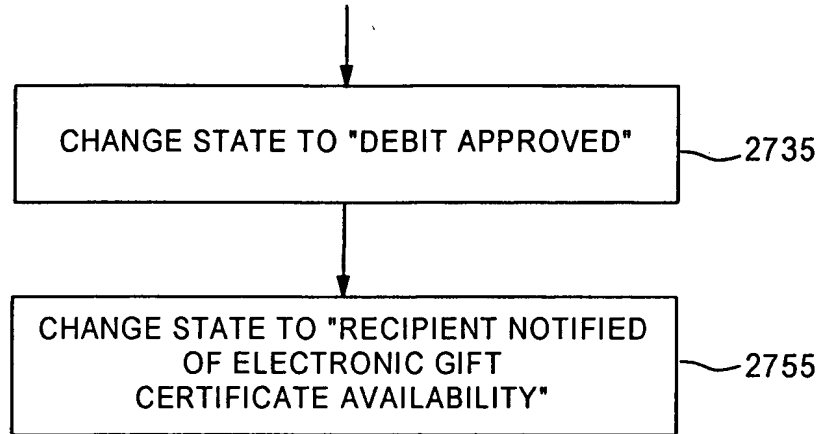 CHANGE STATE TO "DEBIT APPROVED"
2735
CHANGE STATE TO "RECIPIENT NOTIFIED
OF ELECTRONIC GIFT
CERTIFICATE AVAILABILITY"
2755